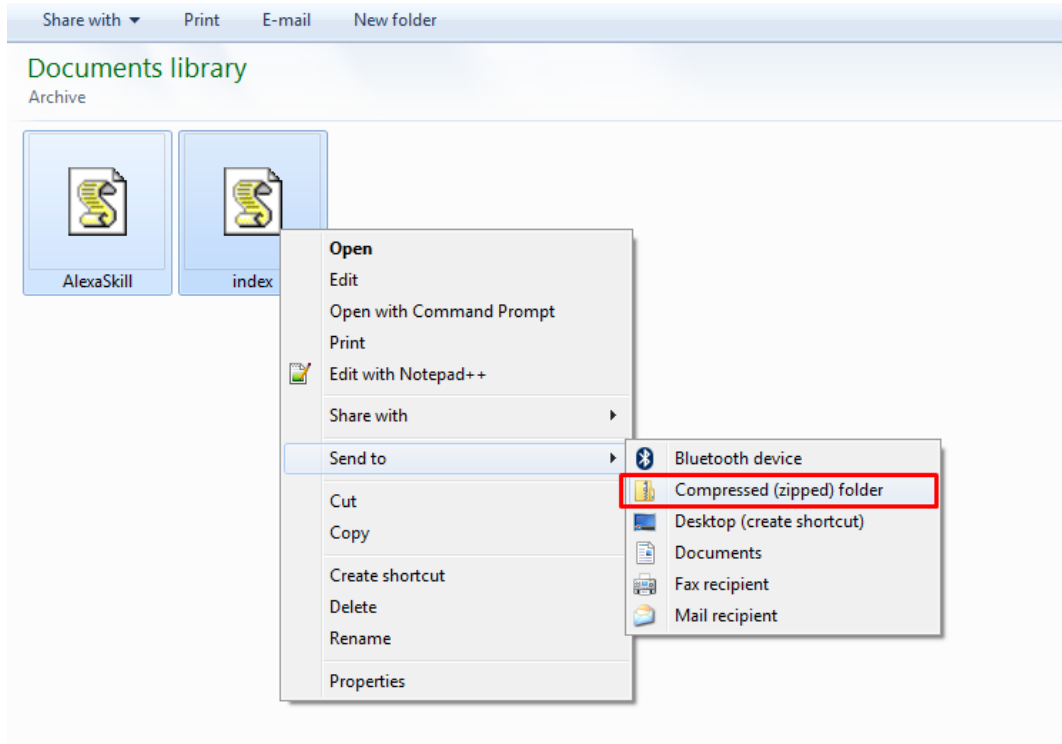 Share with Print E-mail New folder
Documents library
Archive
AlexaSkill index
Open
Edit
Open with Command Prompt
Print
Edit with Notepad++
Share with
Send to
Cut
Copy
Create shortcut
Delete
Rename
Properties
Bluetooth device
Compressed (zipped) folder
Desktop (create shortcut)
Documents
Fax recipient
Mail recipient